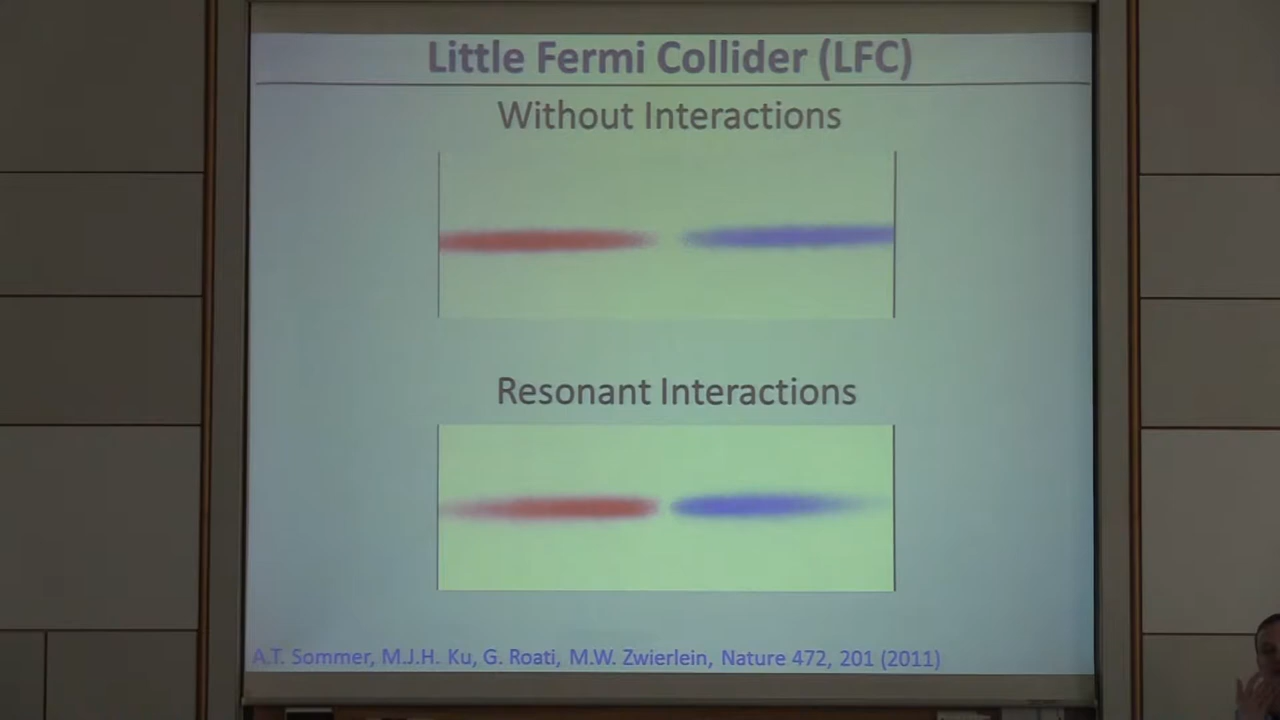 Little Fermi Collider (LFC)
Without Interactions
Resonant Interactions
A.T. Sommer, M.J.H. Ku, G. Roati, M.W. Zwierlein, Nature 472, 201 (2011)